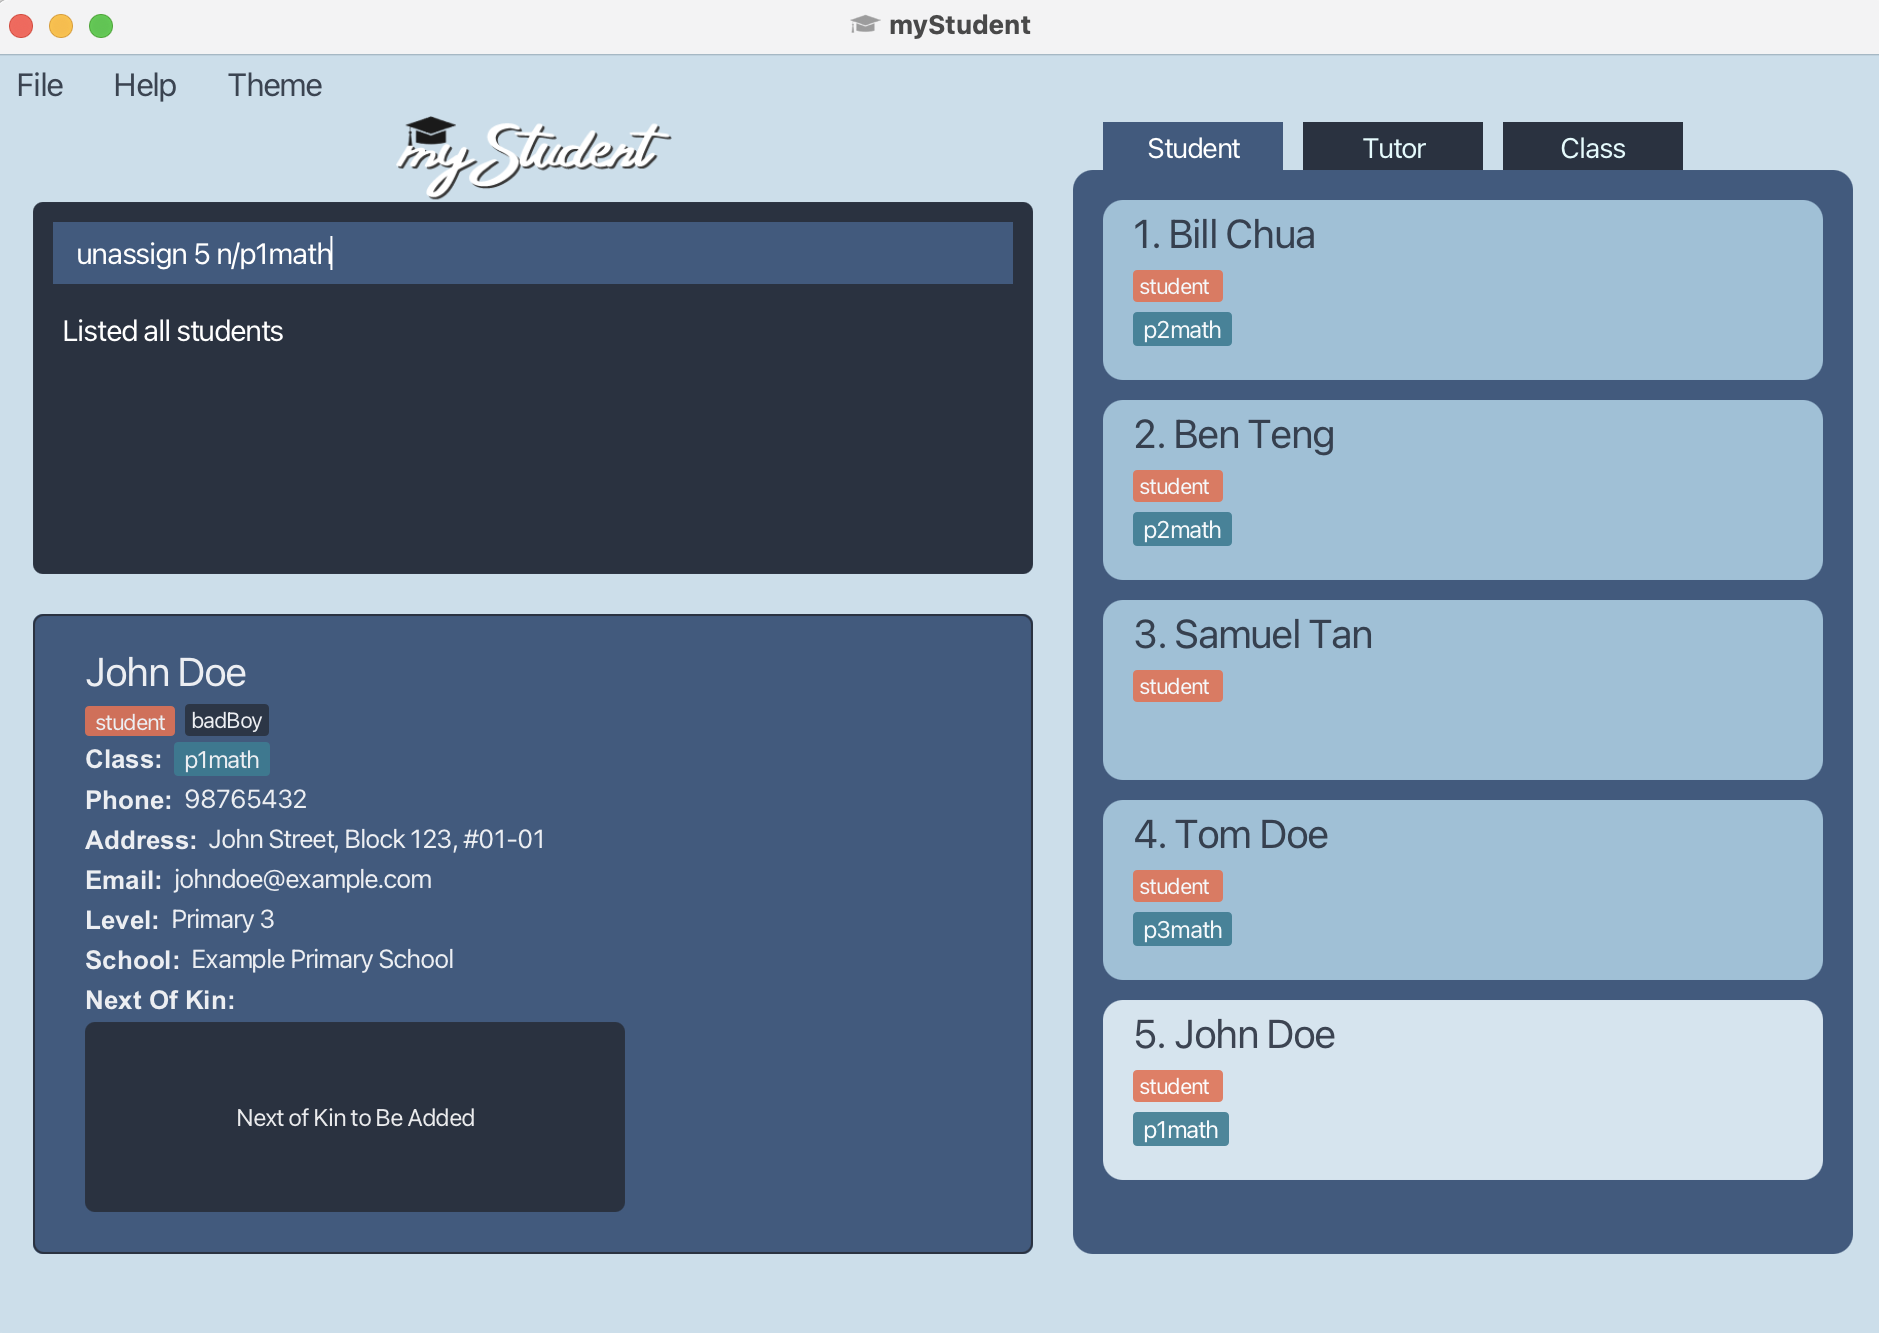 myStudent
File Help Theme
my Student
unassign 5 n/p1math
Listed all students
John Doe
student badBoy
Class: p1math
Phone: 98765432
Address: John Street, Block 123, #01-01
Email: johndoe@example.com
Level: Primary 3
School: Example Primary School
Next Of Kin:
Next of Kin to Be Added
Student Tutor Class
1. Bill Chua
student
p2math
2. Ben Teng
student
p2math
3. Samuel Tan
student
4. Tom Doe
student
p3math
5. John Doe
student
p1math